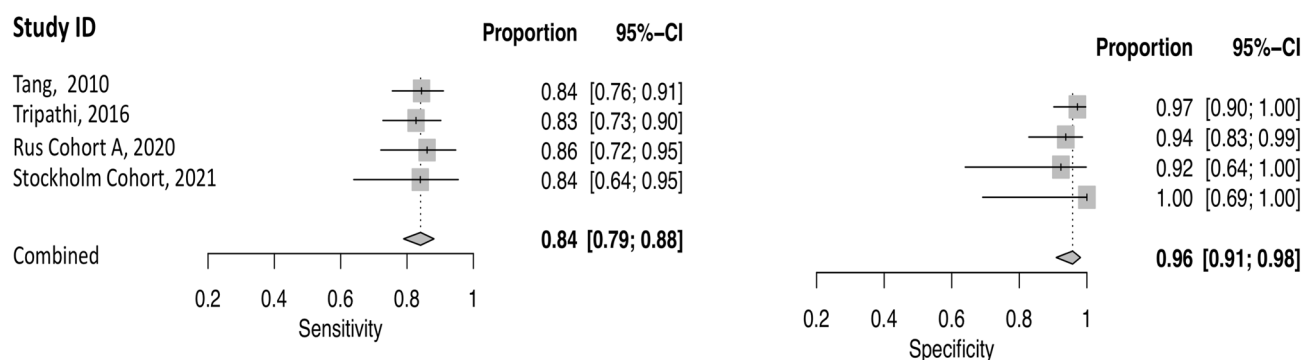 Study ID
Proportion 95%–CI
Tang, 2010 0.84 [0.76; 0.91]
Tripathi, 2016 0.83 [0.73; 0.90]
Rus Cohort A, 2020 0.86 [0.72; 0.95]
Stockholm Cohort, 2021 0.84 [0.64; 0.95]
Combined 0.84 [0.79; 0.88]
0.2 0.4 0.6 0.8 1
Sensitivity
Proportion 95%–CI
0.97 [0.90; 1.00]
0.94 [0.83; 0.99]
0.92 [0.64; 1.00]
1.00 [0.69; 1.00]
0.96 [0.91; 0.98]
0.2 0.4 0.6 0.8 1
Specificity